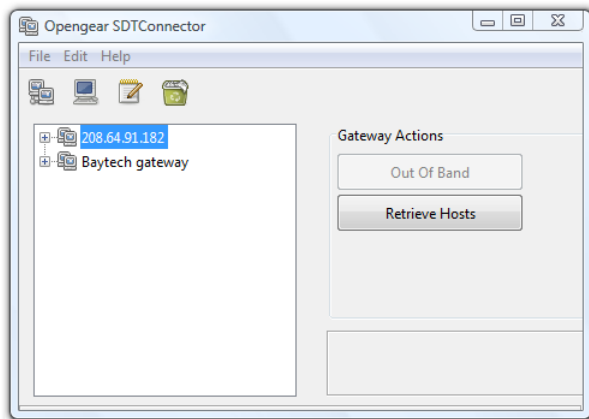 Opengear SDTConnector
File Edit Help
208.64.91.182
Baytech gateway
Gateway Actions
Out Of Band
Retrieve Hosts